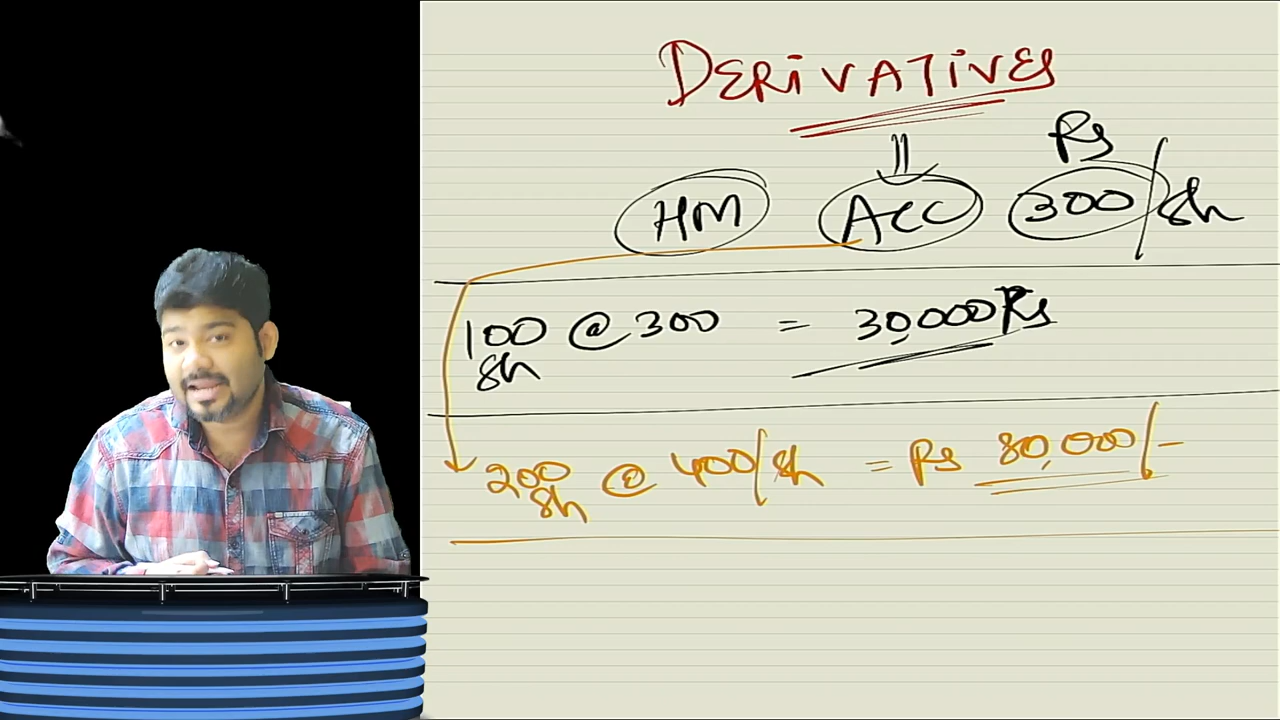 DERIVATIVES
Rs
HM ACC 300/sh
100 @ 300 = 30,000 Rs
sh
200 @ 400/sh = Rs 80,000/-
sh